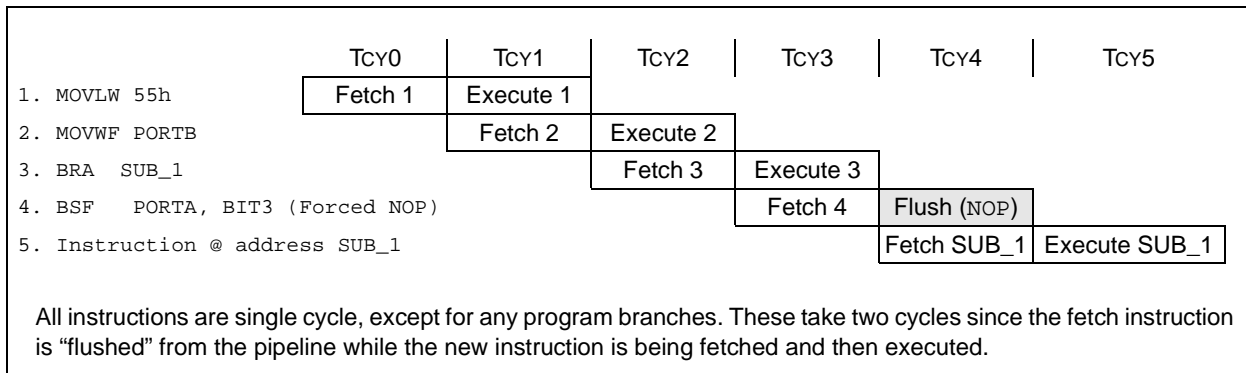 TCY0 TCY1 TCY2 TCY3 TCY4 TCY5
1. MOVLW 55h Fetch 1 Execute 1
2. MOVWF PORTB Fetch 2 Execute 2
3. BRA SUB_1 Fetch 3 Execute 3
4. BSF PORTA, BIT3 (Forced NOP) Fetch 4 Flush (NOP)
5. Instruction @ address SUB_1 Fetch SUB_1 Execute SUB_1
All instructions are single cycle, except for any program branches. These take two cycles since the fetch instruction
is “flushed” from the pipeline while the new instruction is being fetched and then executed.